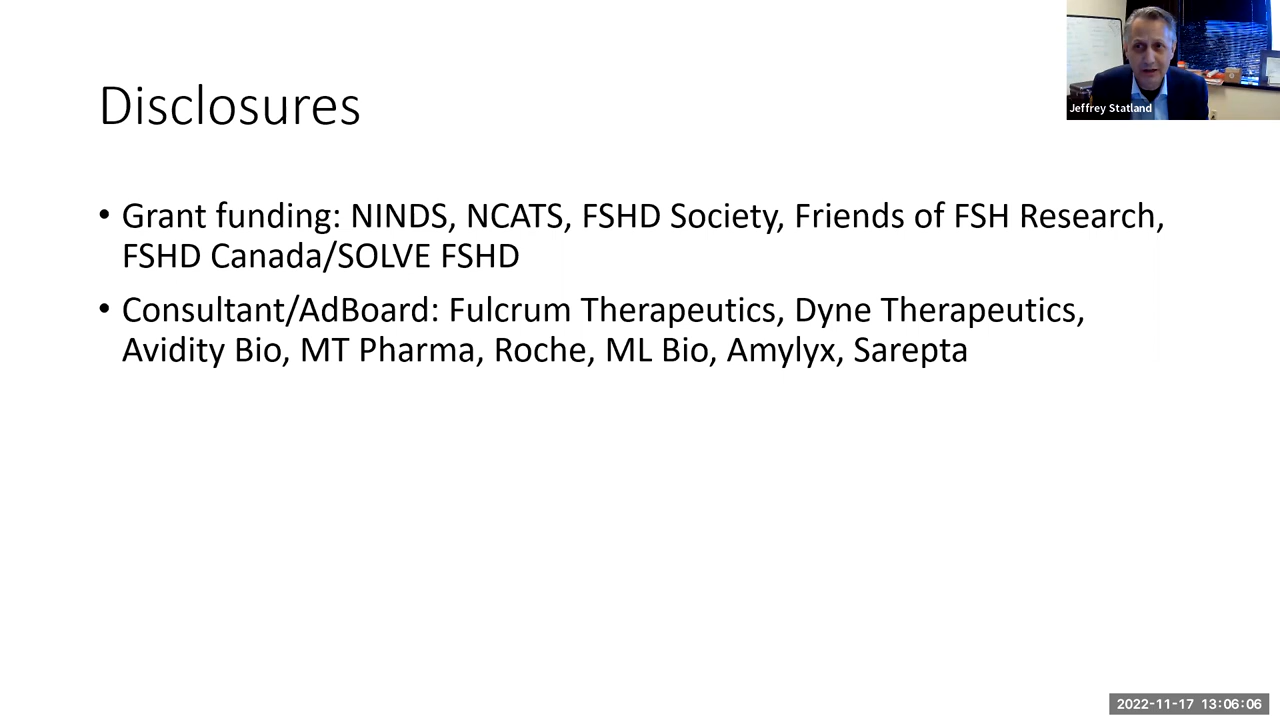 Disclosures
Jeffrey Statland
• Grant funding: NINDS, NCATS, FSHD Society, Friends of FSH Research,
FSHD Canada/SOLVE FSHD
• Consultant/AdBoard: Fulcrum Therapeutics, Dyne Therapeutics,
Avidity Bio, MT Pharma, Roche, ML Bio, Amylyx, Sarepta
2022-11-17 13:06:06